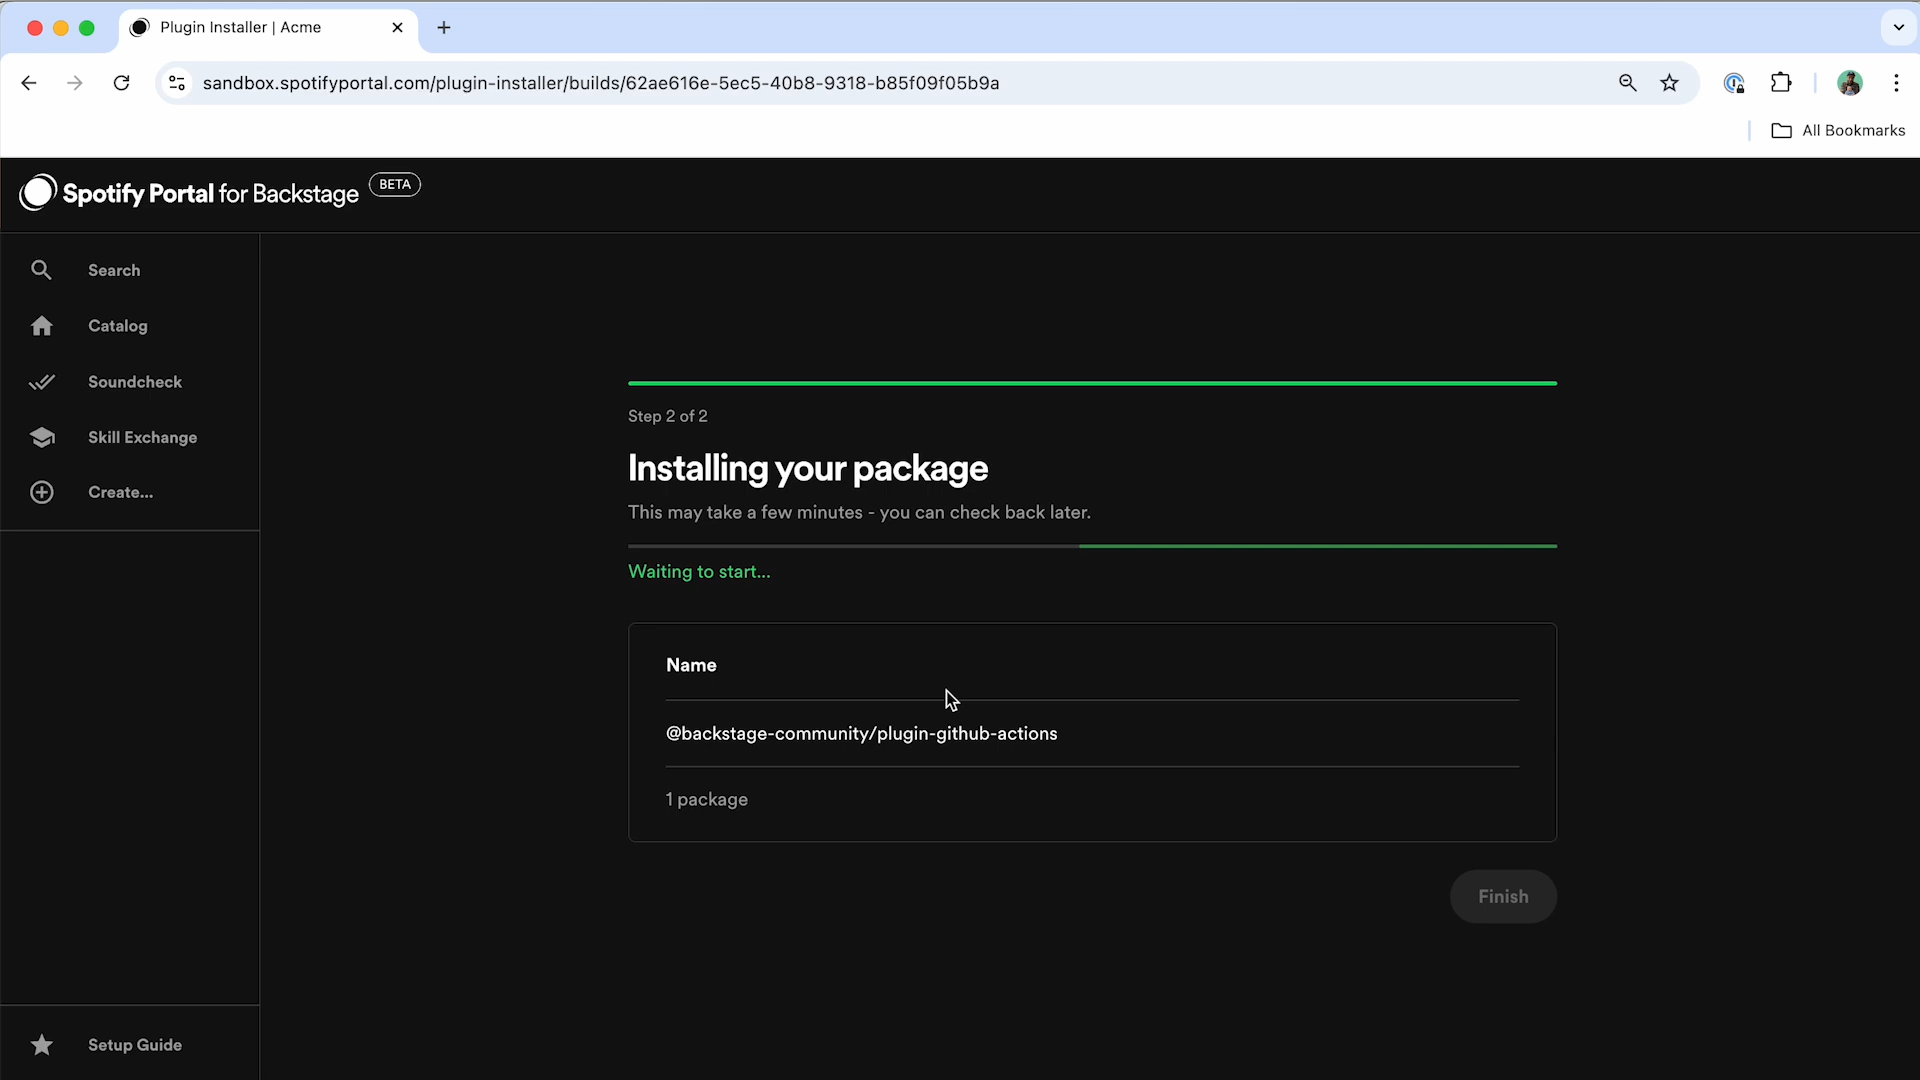 Plugin Installer | Acme
sandbox.spotifyportal.com/plugin-installer/builds/62ae616e-5ec5-40b8-9318-b85f09f05b9a
All Bookmarks
Spotify Portal for Backstage BETA
Search
Catalog
Soundcheck
Skill Exchange
Create...
Step 2 of 2
Installing your package
This may take a few minutes - you can check back later.
Waiting to start...
Name
@backstage-community/plugin-github-actions
1 package
Finish
Setup Guide